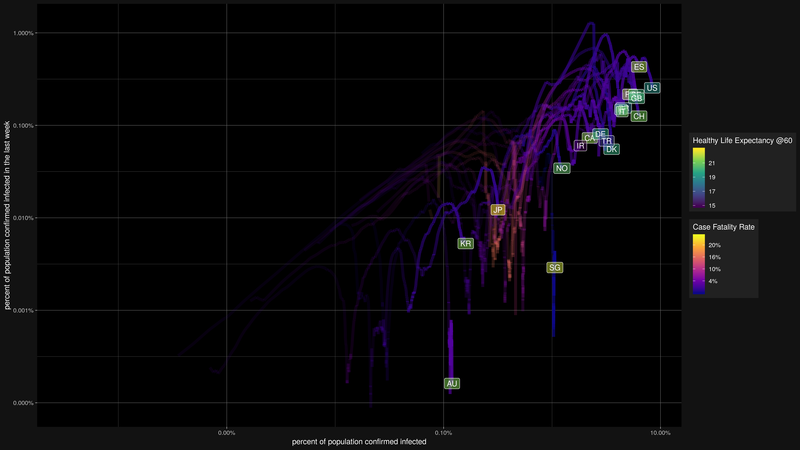 percent of population confirmed infected in the last week
1.000%
0.100%
0.010%
0.001%
0.000%
ES
US
GB
IT
CH
CA
DE
TR
IR
DK
NO
JP
KR
SG
AU
0.00%
0.10%
10.00%
percent of population confirmed infected
Healthy Life Expectancy @60
21
19
17
15
Case Fatality Rate
20%
16%
10%
4%